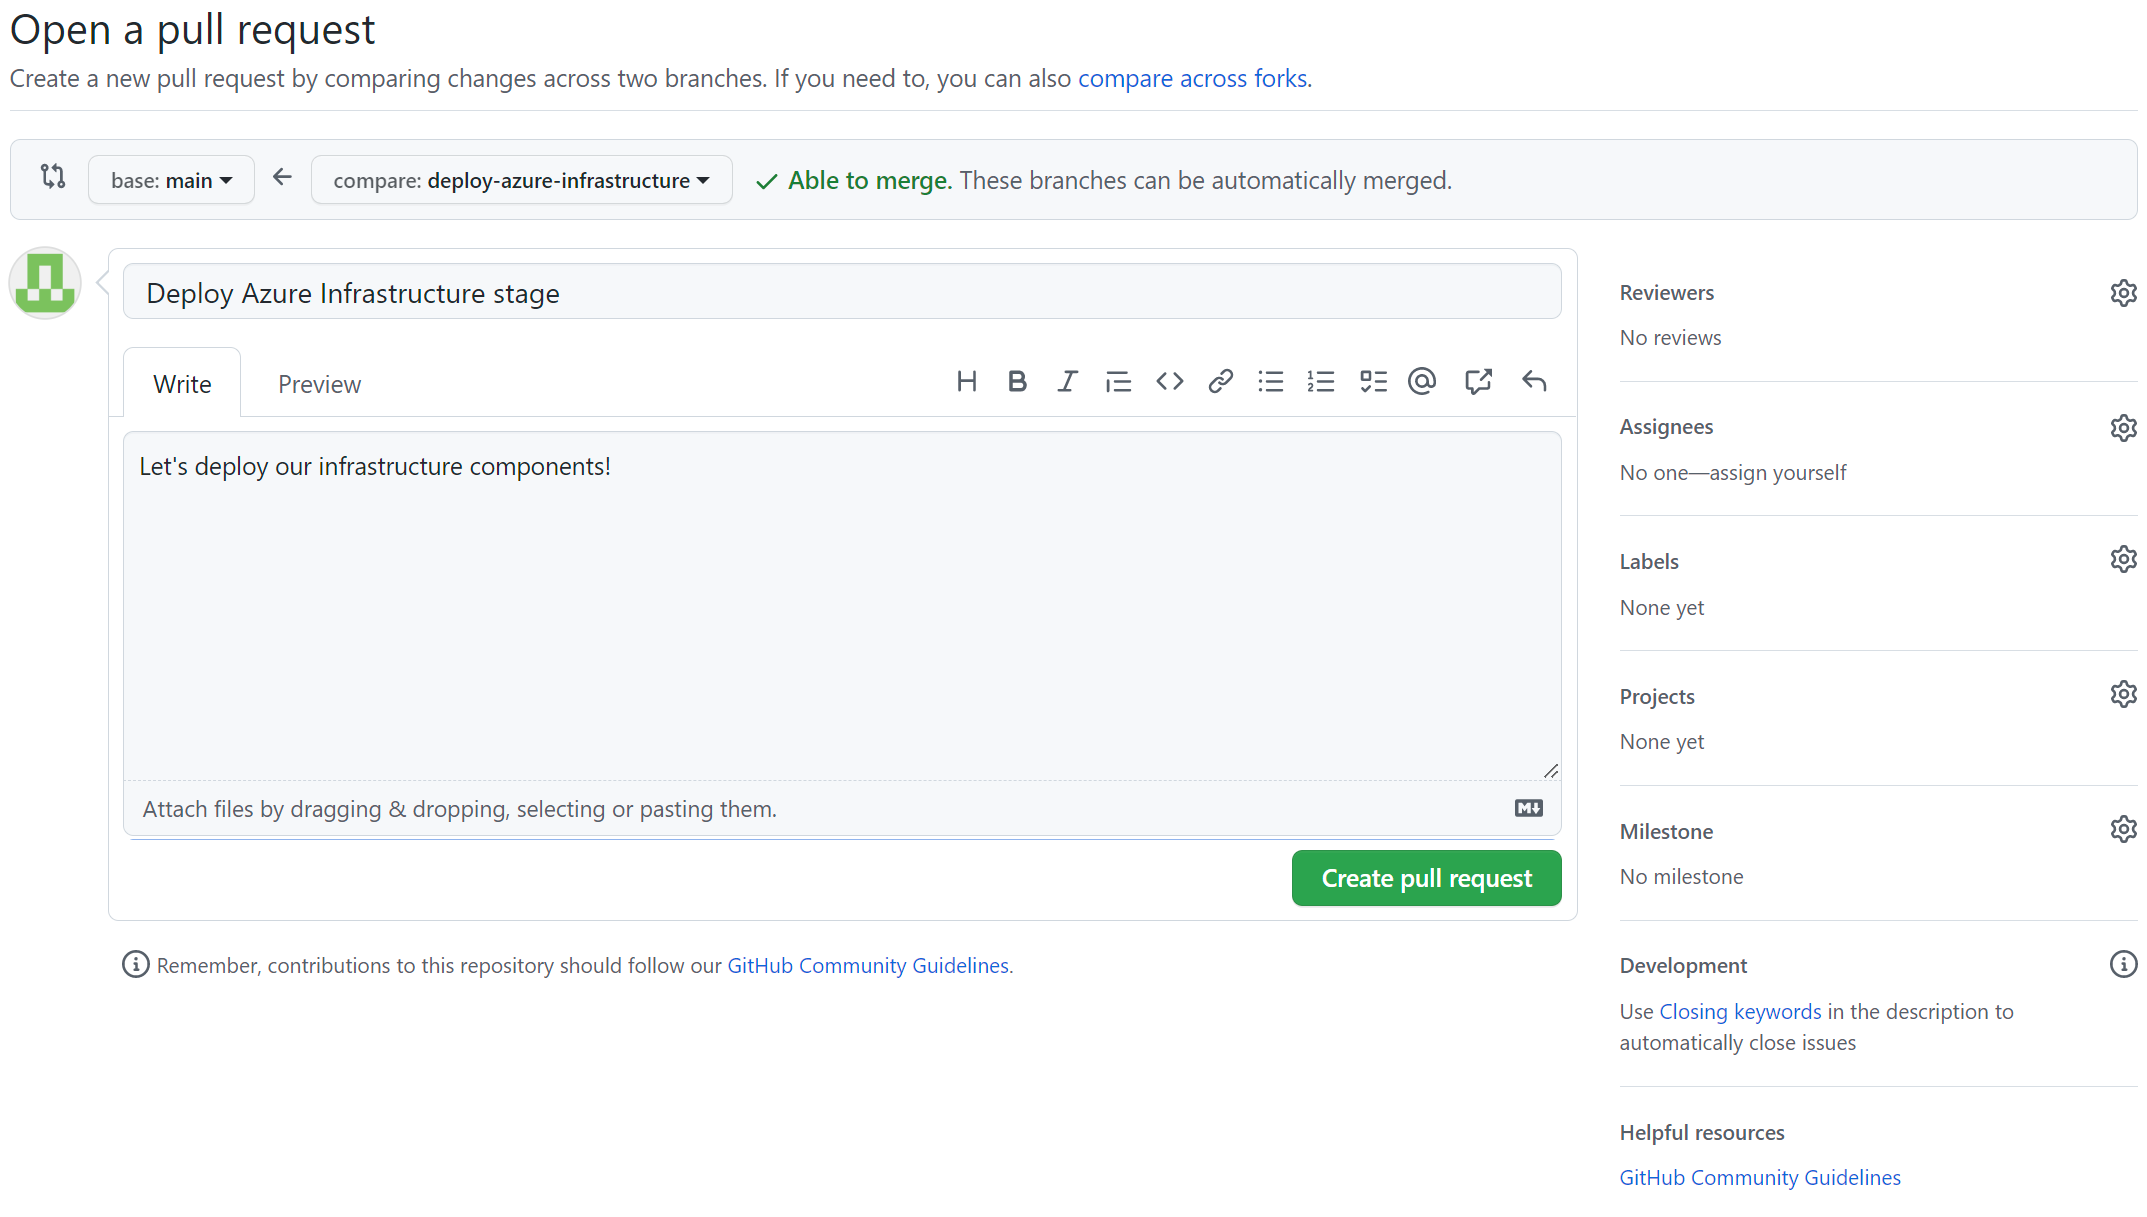 Open a pull request
Create a new pull request by comparing changes across two branches. If you need to, you can also compare across forks.
base: main
compare: deploy-azure-infrastructure
Able to merge. These branches can be automatically merged.
Deploy Azure Infrastructure stage
Write
Preview
Let's deploy our infrastructure components!
Attach files by dragging & dropping, selecting or pasting them.
Create pull request
Remember, contributions to this repository should follow our GitHub Community Guidelines.
Reviewers
No reviews
Assignees
No one—assign yourself
Labels
None yet
Projects
None yet
Milestone
No milestone
Development
Use Closing keywords in the description to
automatically close issues
Helpful resources
GitHub Community Guidelines